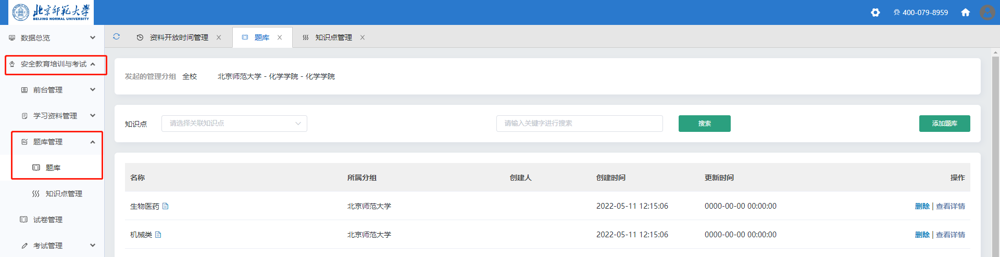 北京师范大学
BEIJING NORMAL UNIVERSITY
400-079-8959
数据总览
安全教育培训与考试
前台管理
学习资料管理
题库管理
题库
知识点管理
试卷管理
考试管理
资料开放时间管理 题库 知识点管理
发起的管理分组 全校 北京师范大学 - 化学学院 - 化学学院
知识点 请选择关联知识点 请输入关键字进行搜索 搜索 添加题库
名称 所属分组 创建人 创建时间 更新时间 操作
生物医药 北京师范大学 2022-05-11 12:15:06 0000-00-00 00:00:00 删除 | 查看详情
机械类 北京师范大学 2022-05-11 12:15:06 0000-00-00 00:00:00 删除 | 查看详情